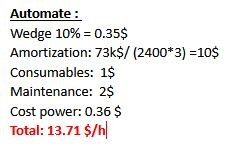 Automate :
Wedge 10% = 0.35$
Amortization: 73k$/ (2400*3) =10$
Consumables:  1$
Maintenance:  2$
Cost power: 0.36 $
Total: 13.71 $/h